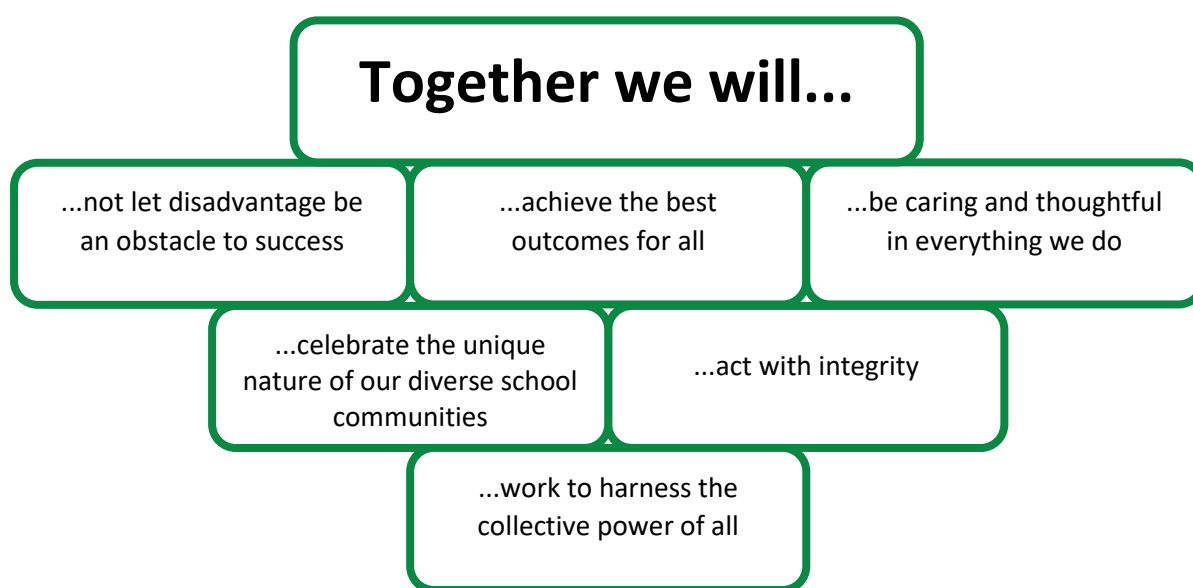 Together we will...
...not let disadvantage be
an obstacle to success
...achieve the best
outcomes for all
...be caring and thoughtful
in everything we do
...celebrate the unique
nature of our diverse school
communities
...act with integrity
...work to harness the
collective power of all